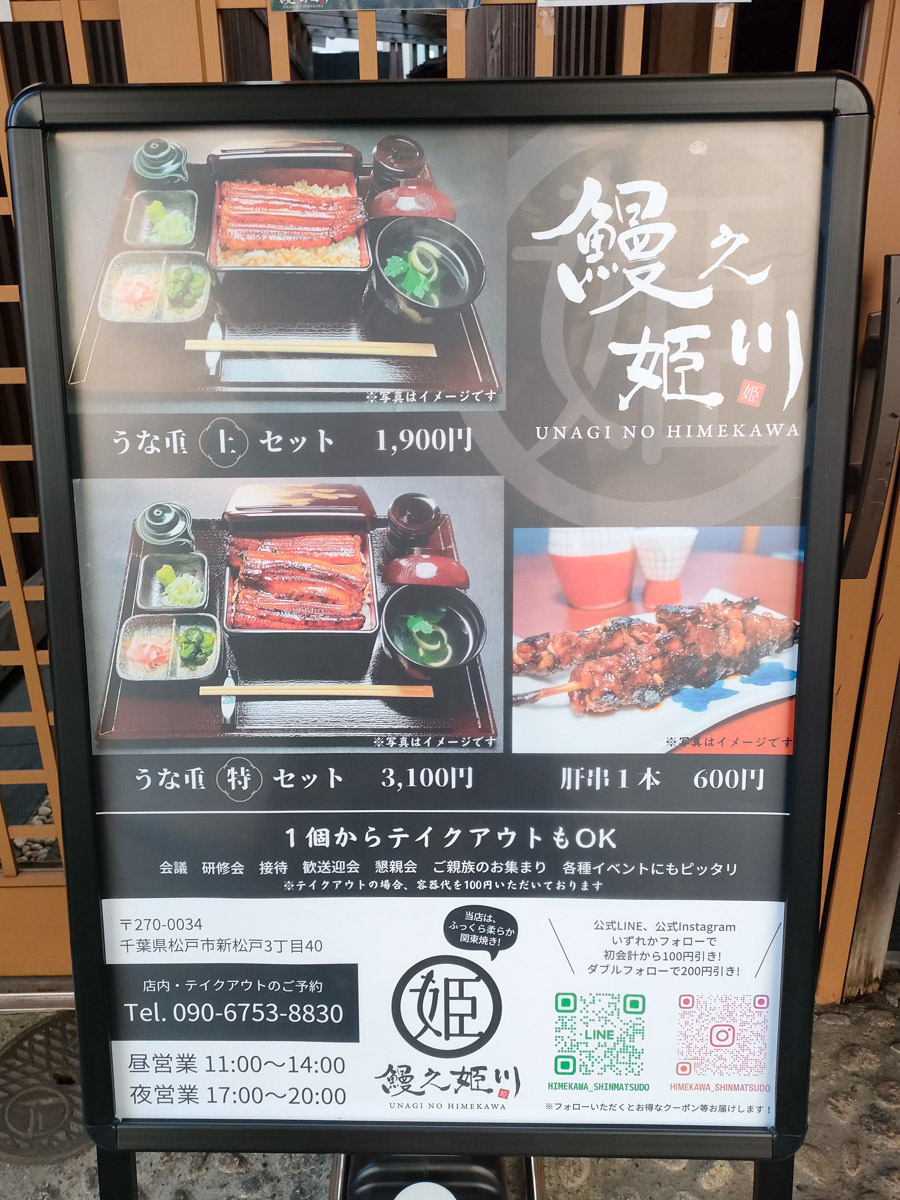 鰻之
姫川
姫
UNAGI NO HIMEKAWA
※写真はイメージです
うな重 上 セット 1,900円
※写真はイメージです
うな重 特 セット 3,100円
※写真はイメージです
肝串1本 600円
1個からテイクアウトもOK
会議 研修会 接待 歓送迎会 懇親会 ご親族のお集まり 各種イベントにもピッタリ
※テイクアウトの場合、容器代を100円いただいております
〒270-0034
千葉県松戸市新松戸3丁目40
店内・テイクアウトのご予約
Tel. 090-6753-8830
昼営業 11:00〜14:00
夜営業 17:00〜20:00
当店は、
ふっくら柔らか
関東焼き!
姫
鰻之姫川
UNAGI NO HIMEKAWA
公式LINE、公式Instagram
いずれかフォローで
初会計から100円引き!
ダブルフォローで200円引き!
LINE
HIMEKAWA_SHINMATSUDO
HIMEKAWA_SHINMATSUDO
※フォローいただくとお得なクーポン等お届けします!